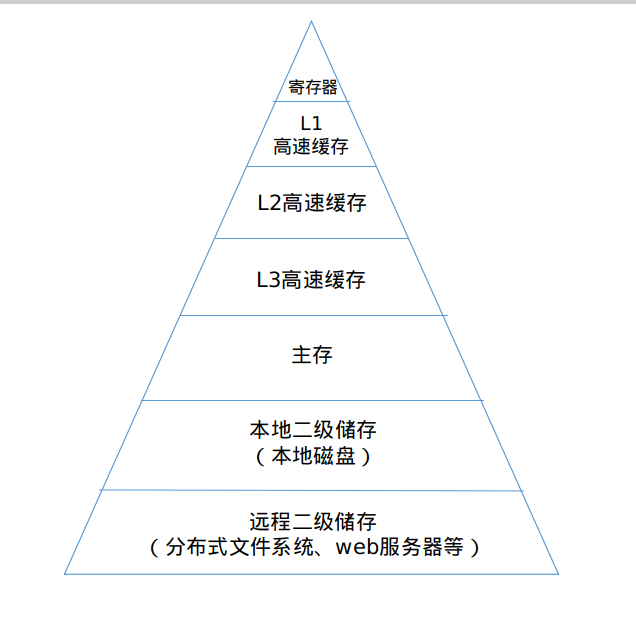 寄存器
L1
高速缓存
L2高速缓存
L3高速缓存
主存
本地二级储存
（本地磁盘）
远程二级储存
（分布式文件系统、web服务器等）